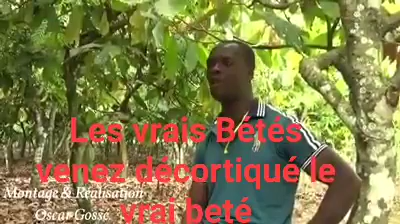 Les vrais Bétés
venez décortiqué le
vrai beté
Montage & Réalisation
Oscar Gossé